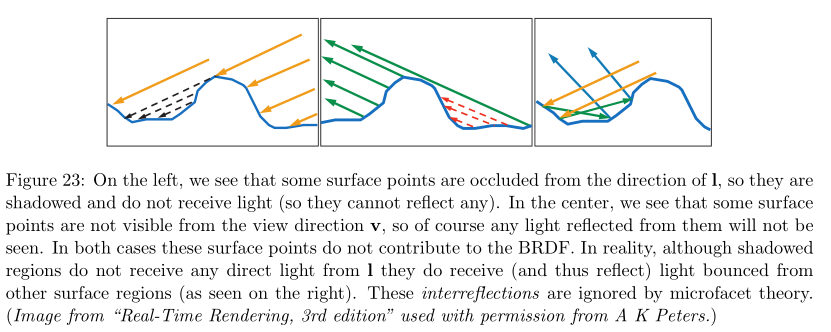 Figure 23: On the left, we see that some surface points are occluded from the direction of l, so they are
shadowed and do not receive light (so they cannot reflect any). In the center, we see that some surface
points are not visible from the view direction v, so of course any light reflected from them will not be
seen. In both cases these surface points do not contribute to the BRDF. In reality, although shadowed
regions do not receive any direct light from l they do receive (and thus reflect) light bounced from
other surface regions (as seen on the right). These interreflections are ignored by microfacet theory.
(Image from “Real-Time Rendering, 3rd edition” used with permission from A K Peters.)